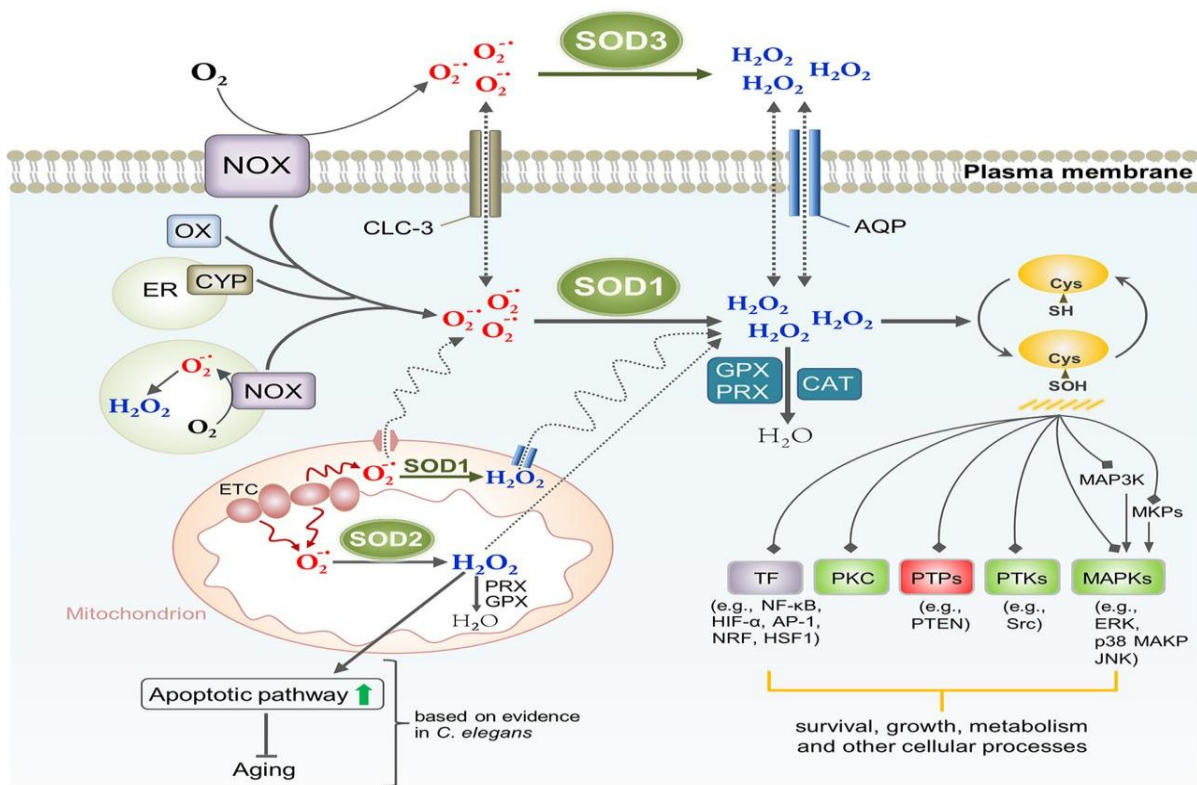 SOD3
O₂
O₂⁻•
O₂⁻•
O₂⁻•
H₂O₂
H₂O₂
H₂O₂
NOX
Plasma membrane
CLC-3
AQP
OX
ER
CYP
SOD1
O₂⁻•
O₂⁻•
O₂⁻•
H₂O₂
H₂O₂
H₂O₂
Cys
SH
Cys
SOH
O₂⁻•
H₂O₂
O₂
NOX
GPX
PRX
CAT
H₂O
ETC
O₂⁻•
SOD1
H₂O₂
O₂⁻•
SOD2
H₂O₂
PRX
GPX
H₂O
Mitochondrion
MAP3K
MKPs
TF
PKC
PTPs
PTKs
MAPKs
(e.g., NF-κB,
HIF-α, AP-1,
NRF, HSF1)
(e.g.,
PTEN)
(e.g.,
Src)
(e.g.,
ERK,
p38 MAKP
JNK)
Apoptotic pathway
Aging
based on evidence
in C. elegans
survival, growth, metabolism
and other cellular processes